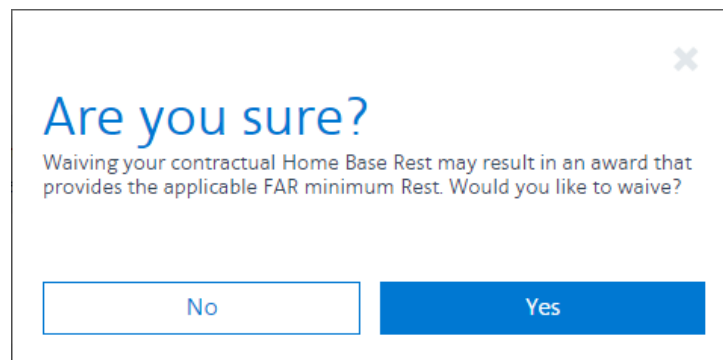 Are you sure?
Waiving your contractual Home Base Rest may result in an award that
provides the applicable FAR minimum Rest. Would you like to waive?
No
Yes